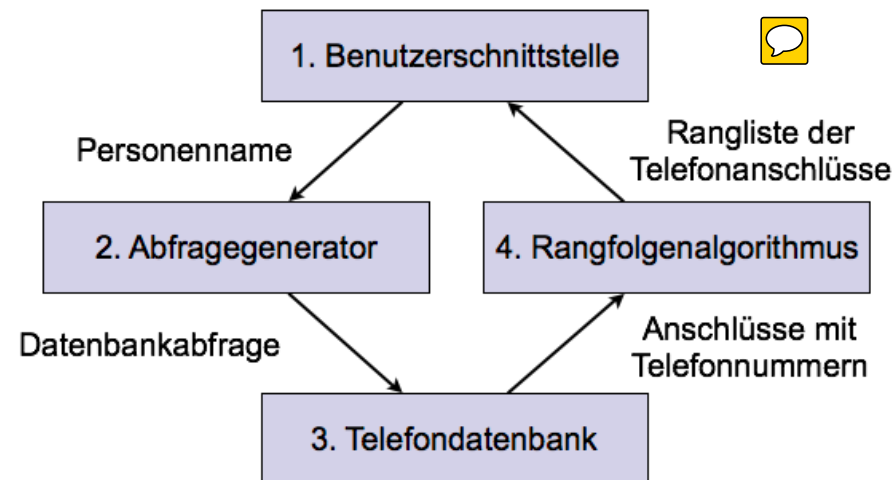 1. Benutzerschnittstelle
Personenname
Rangliste der
Telefonanschlüsse
2. Abfragegenerator
4. Rangfolgenalgorithmus
Datenbankabfrage
Anschlüsse mit
Telefonnummern
3. Telefondatenbank